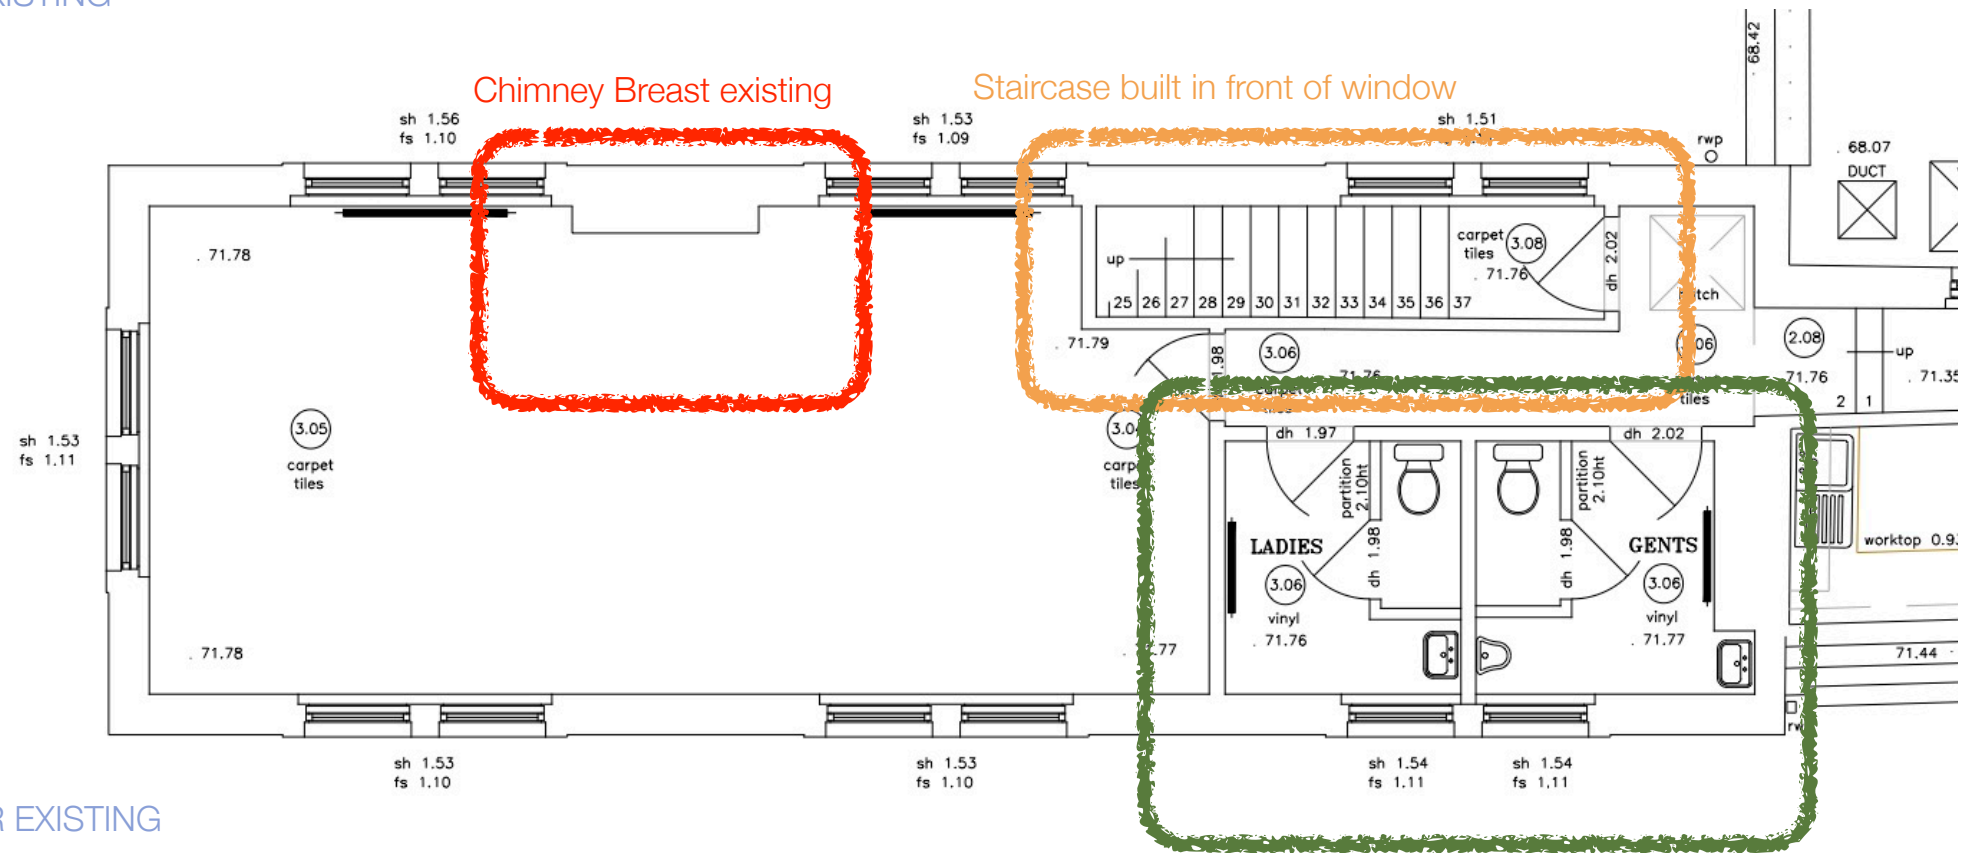 EXISTING
Chimney Breast existing
Staircase built in front of window
sh 1.56
fs 1.10
sh 1.53
fs 1.09
sh 1.51
rwp
68.42
. 68.07
DUCT
. 71.78
up
carpet
tiles
3.08
. 71.76
dh 2.02
25 26 27 28 29 30 31 32 33 34 35 36 37
. 71.79
1.98
3.06
71.76
tiles
2.08
71.76
up
2 1
. 71.35
sh 1.53
fs 1.11
3.05
carpet
tiles
dh 1.97
dh 2.02
partition
2.10ht
partition
2.10ht
dh 1.98
dh 1.98
LADIES
3.06
vinyl
. 71.76
GENTS
3.06
vinyl
. 71.77
worktop
. 71.78
71.44
sh 1.53
fs 1.10
sh 1.53
fs 1.10
sh 1.54
fs 1.11
sh 1.54
fs 1.11
R EXISTING